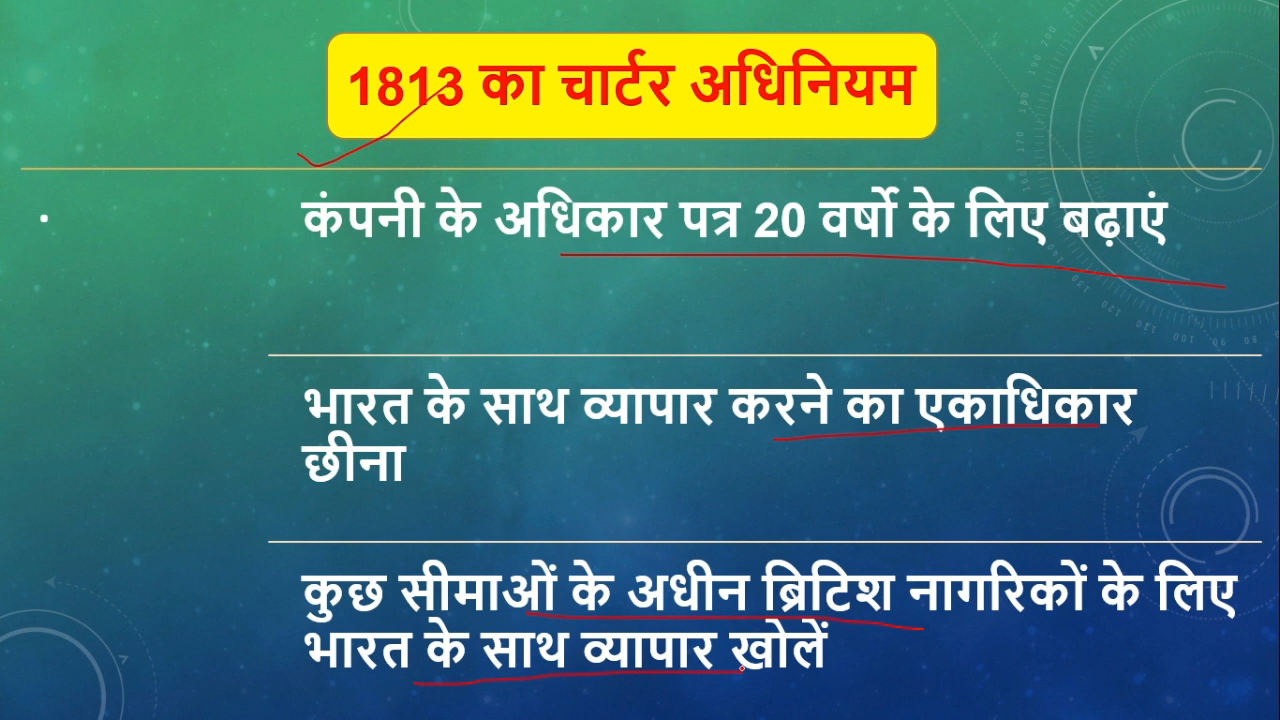 1813 का चार्टर अधिनियम
कंपनी के अधिकार पत्र 20 वर्षो के लिए बढ़ाएं
भारत के साथ व्यापार करने का एकाधिकार
छीना
कुछ सीमाओं के अधीन ब्रिटिश नागरिकों के लिए
भारत के साथ व्यापार खोलें